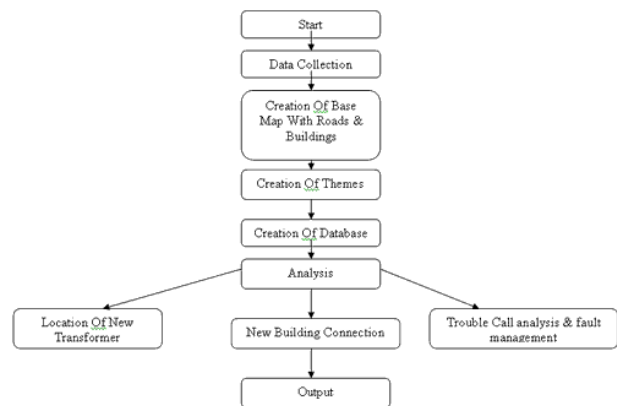 Start
Data Collection
Creation Of Base
Map With Roads &
Buildings
Creation Of Themes
Creation Of Database
Analysis
Location Of New
Transformer
New Building Connection
Trouble Call analysis & fault
management
Output